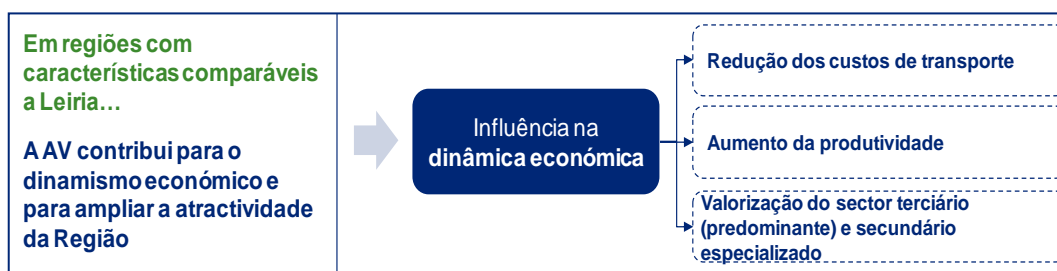 Em regiões com
características comparáveis
a Leiria…
A AV contribui para o
dinamismo económico e
para ampliar a atractividade
da Região
Influência na
dinâmica económica
Redução dos custos de transporte
Aumento da produtividade
Valorização do sector terciário
(predominante) e secundário
especializado